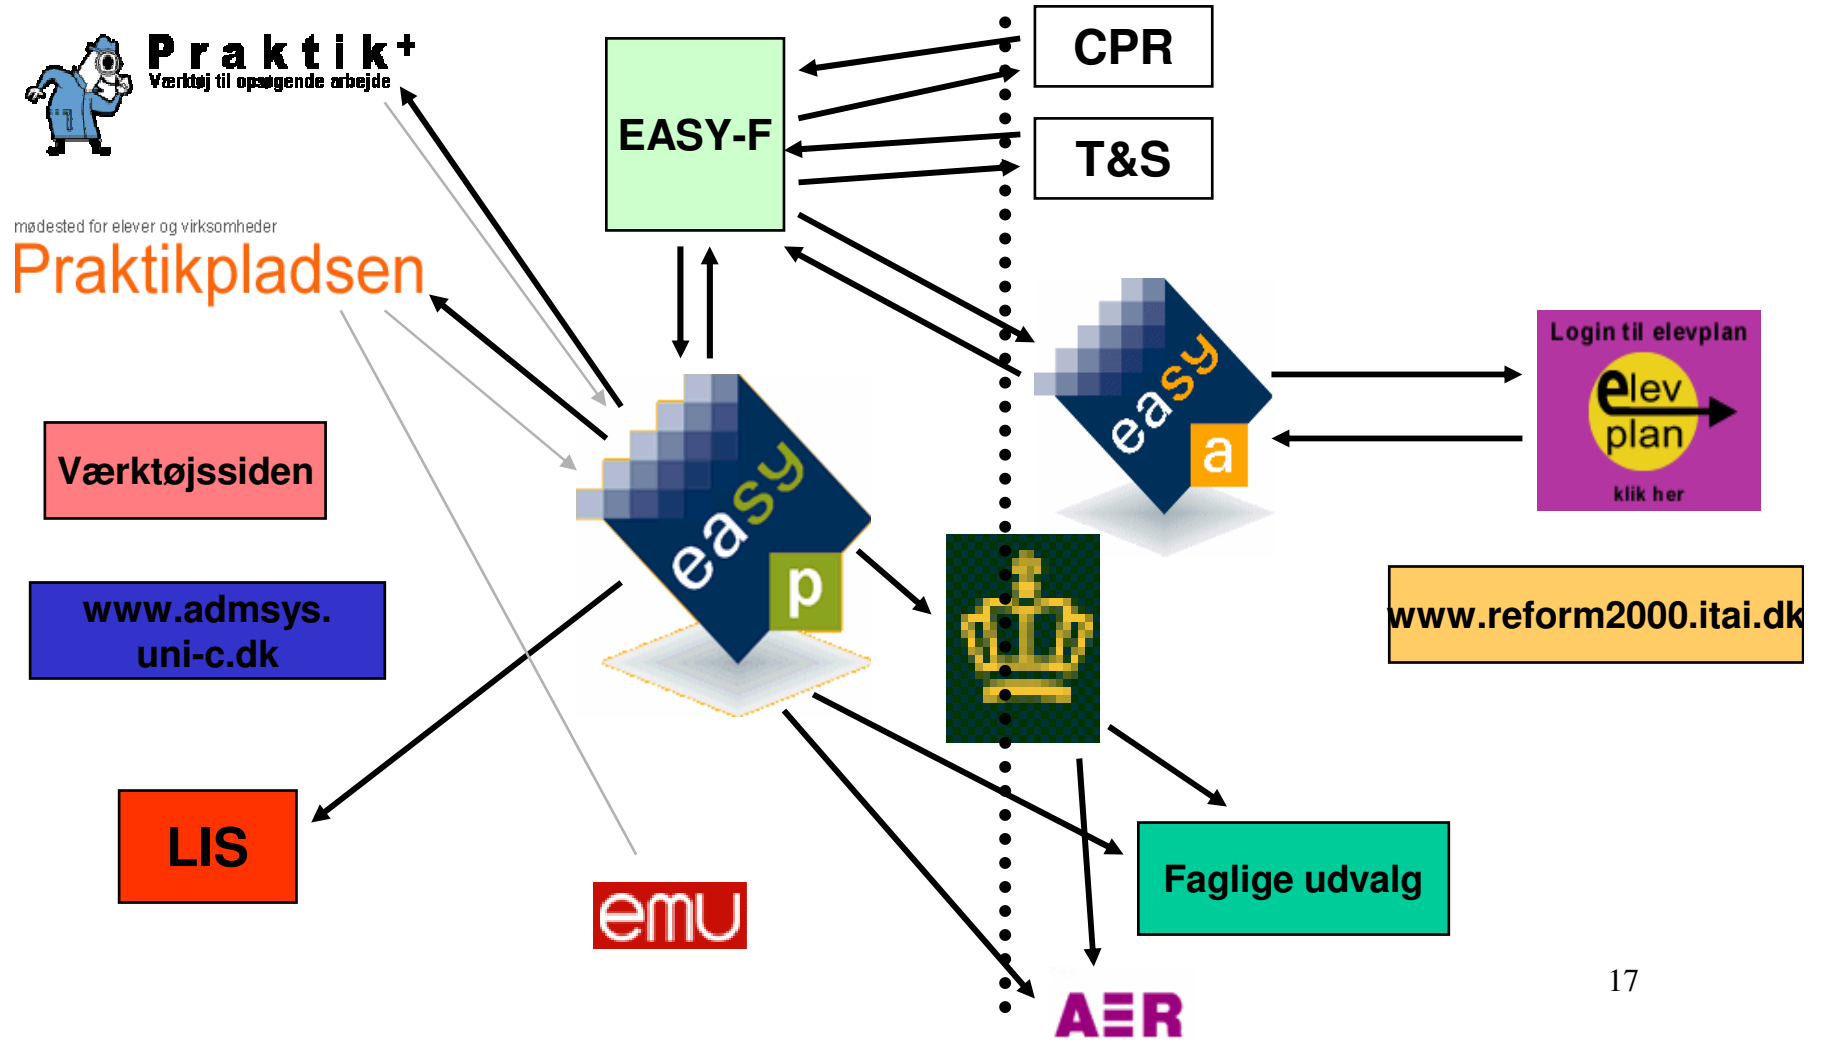 Praktik+
Værktøj til opsøgende arbejde
CPR
EASY-F
T&S
mødested for elever og virksomheder
Praktikpladsen
easy
a
Login til elevplan
elev
plan
klik her
Værktøjssiden
easy
p
www.admsys.
uni-c.dk
www.reform2000.itai.dk
LIS
Faglige udvalg
emu
17
AER